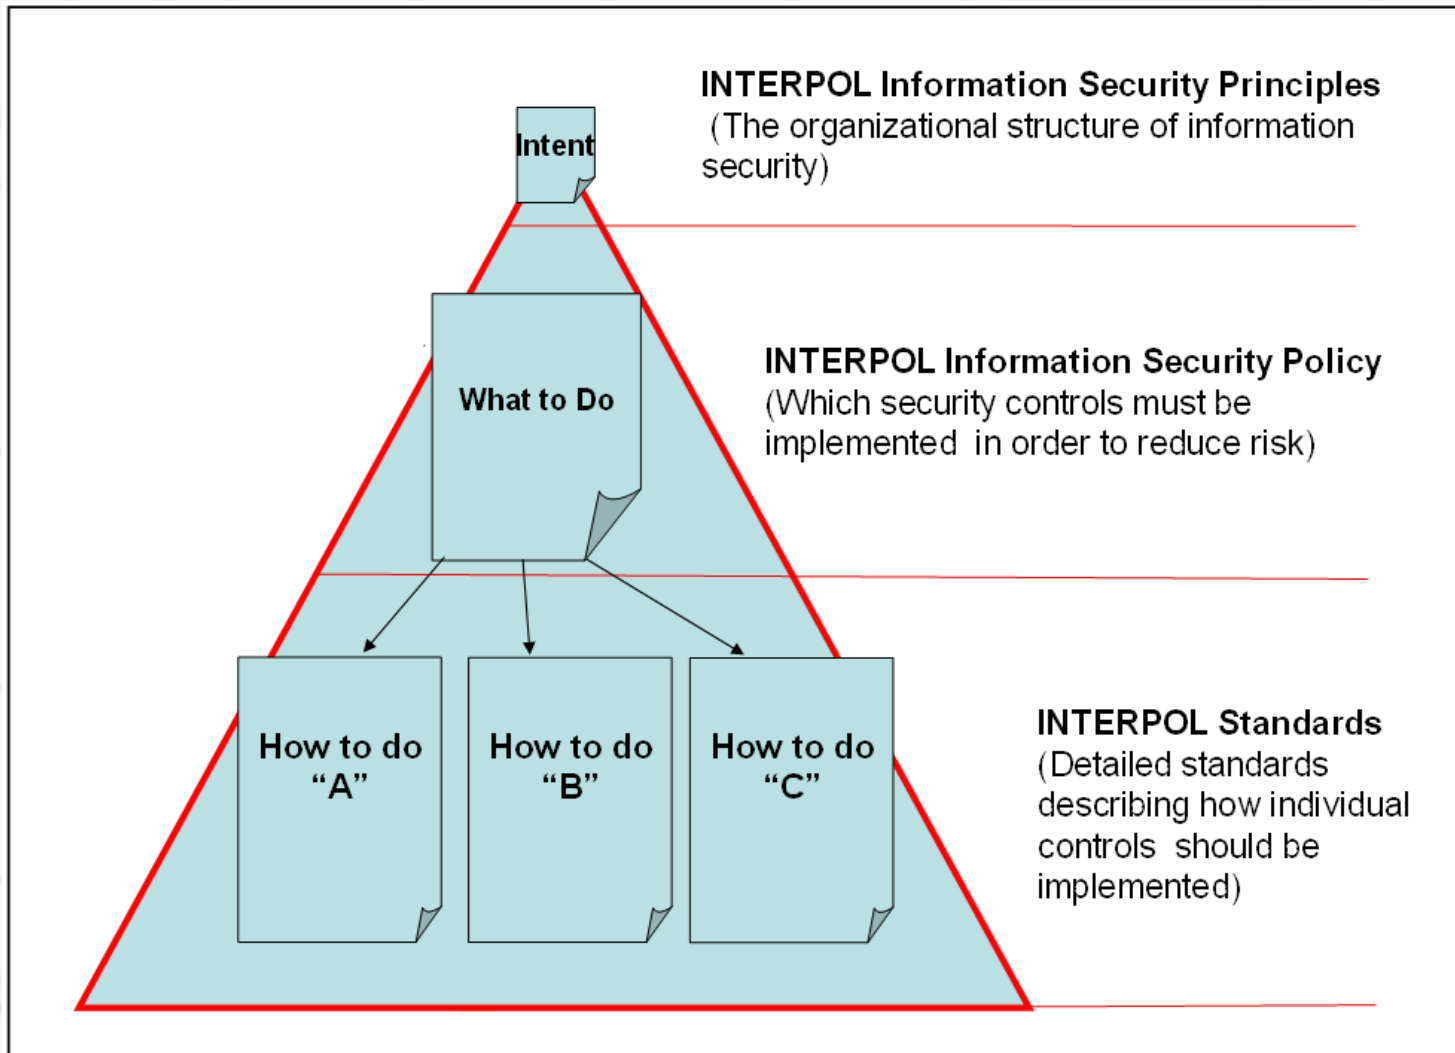 INTERPOL Information Security Principles
(The organizational structure of information
security)
Intent
INTERPOL Information Security Policy
(Which security controls must be
implemented in order to reduce risk)
What to Do
How to do
“A”
How to do
“B”
How to do
“C”
INTERPOL Standards
(Detailed standards
describing how individual
controls should be
implemented)